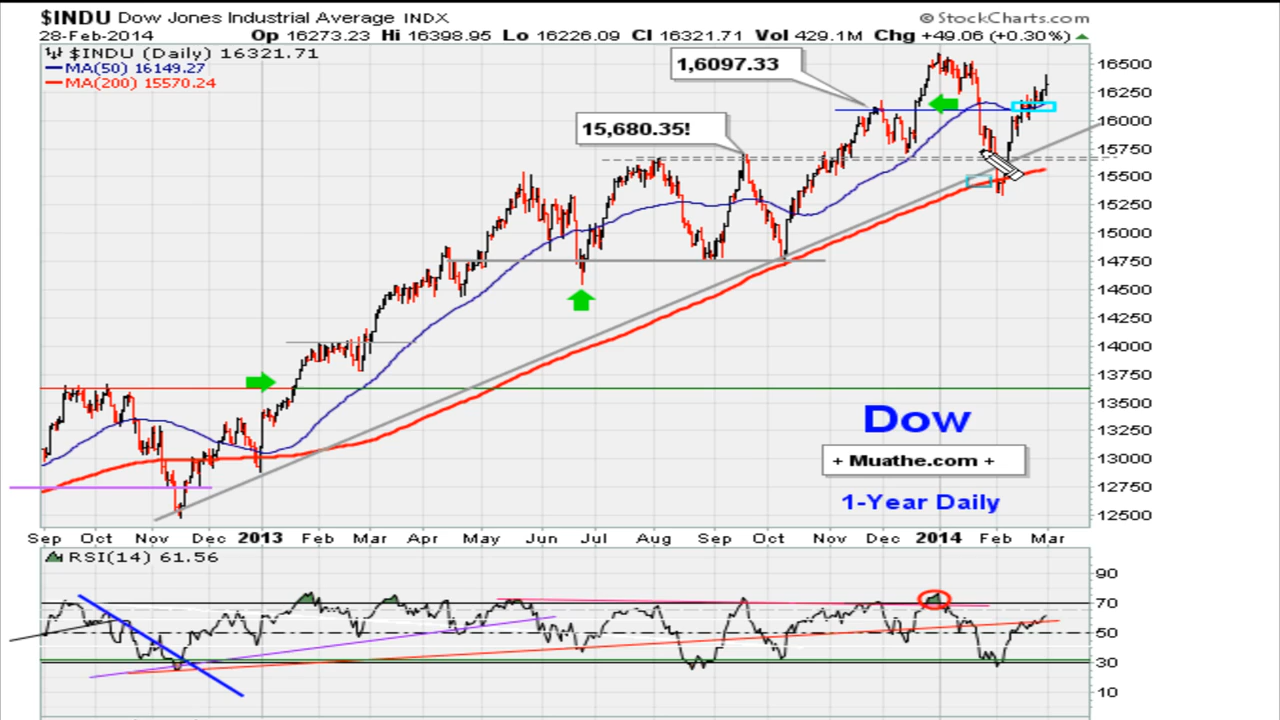 $INDU Dow Jones Industrial Average INDX
© StockCharts.com
28-Feb-2014
Op 16273.23 Hi 16398.95 Lo 16226.09 Cl 16321.71 Vol 429.1M Chg +49.06 (+0.30%)
$INDU (Daily) 16321.71
MA(50) 16149.27
MA(200) 15570.24
1,6097.33
15,680.35!
16500
16250
16000
15750
15500
15250
15000
14750
14500
14250
14000
13750
13500
13250
13000
12750
12500
Dow
+ Muathe.com +
1-Year Daily
Sep Oct Nov Dec 2013 Feb Mar Apr May Jun Jul Aug Sep Oct Nov Dec 2014 Feb Mar
RSI(14) 61.56
90
70
50
30
10